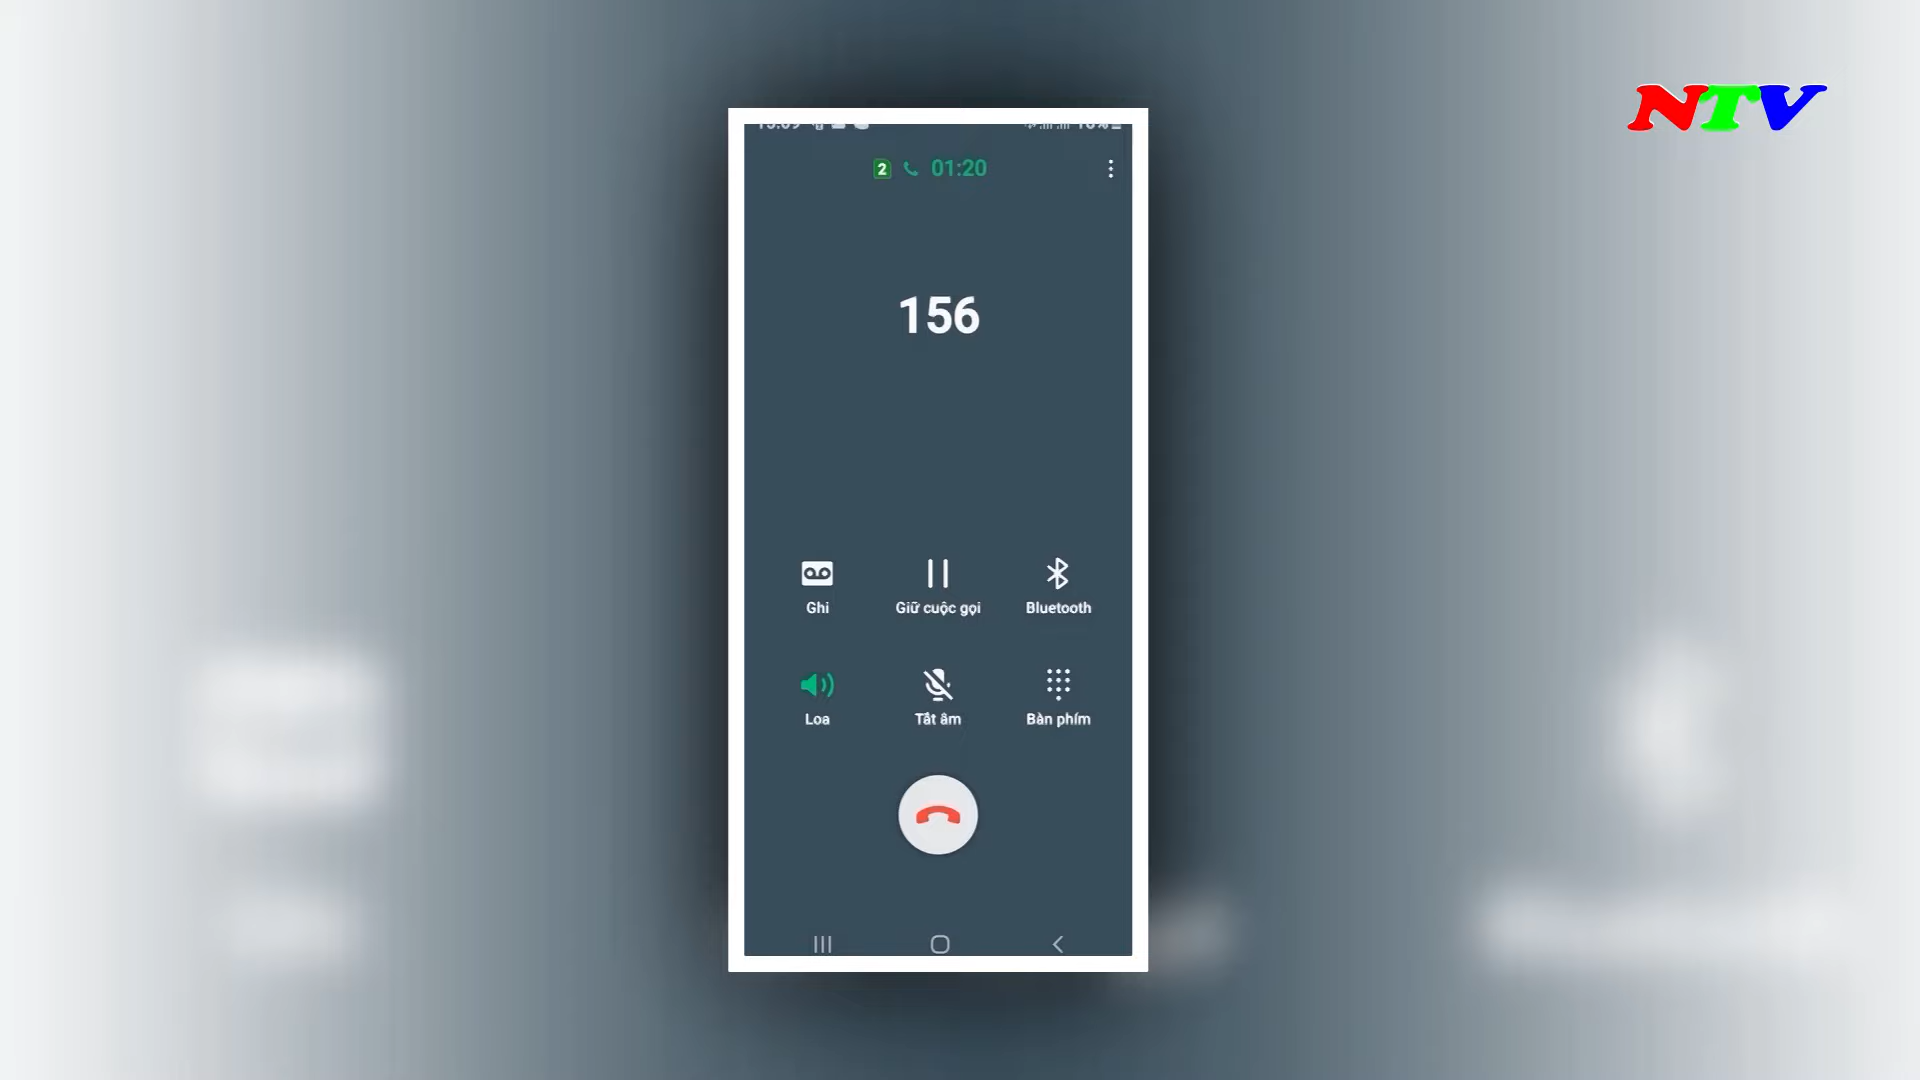 NTV
2 01:20
156
Ghi Giữ cuộc gọi Bluetooth
Loa Tắt âm Bàn phím